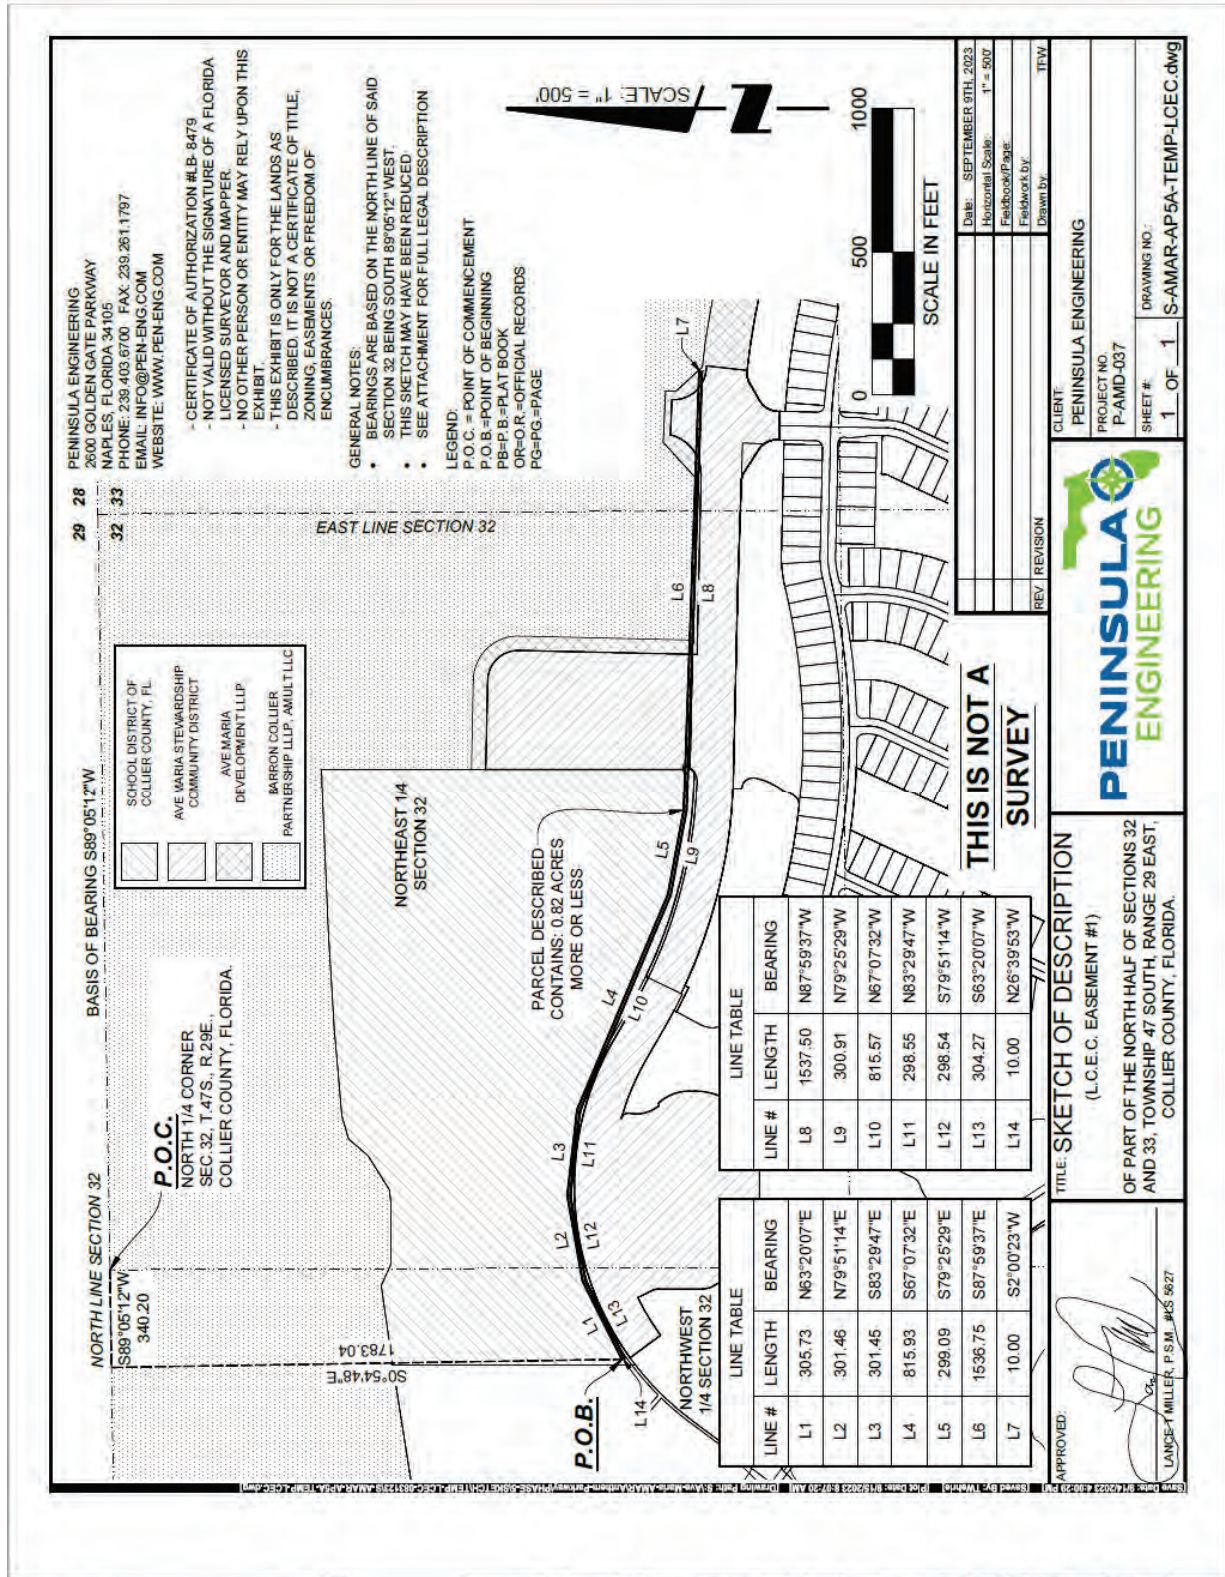 PENINSULA ENGINEERING
2600 GOLDEN GATE PARKWAY
NAPLES, FLORIDA 34105
PHONE: 239.403.6700 FAX: 239.261.1797
EMAIL: INFO@PEN-ENG.COM
WEBSITE: WWW.PEN-ENG.COM
- CERTIFICATE OF AUTHORIZATION #LB- 8479
- NOT VALID WITHOUT THE SIGNATURE OF A FLORIDA
LICENSED SURVEYOR AND MAPPER.
- NO OTHER PERSON OR ENTITY MAY RELY UPON THIS
EXHIBIT.
- THIS EXHIBIT IS ONLY FOR THE LANDS AS
DESCRIBED. IT IS NOT A CERTIFICATE OF TITLE,
ZONING, EASEMENTS OR FREEDOM OF
ENCUMBRANCES.
GENERAL NOTES:
• BEARINGS ARE BASED ON THE NORTH LINE OF SAID
SECTION 32 BEING SOUTH 89°05'12" WEST.
• THIS SKETCH MAY HAVE BEEN REDUCED
• SEE ATTACHMENT FOR FULL LEGAL DESCRIPTION
LEGEND:
P.O.C. = POINT OF COMMENCEMENT
P.O.B.=POINT OF BEGINNING
PB=P.B.=PLAT BOOK
OR=O.R.=OFFICIAL RECORDS
PG=PG.=PAGE
SCALE: 1" = 500'
N
0 500 1000
SCALE IN FEET
NORTH LINE SECTION 32
BASIS OF BEARING S89°05'12"W
29 28
32 33
S89°05'12"W
340.20
P.O.C.
NORTH 1/4 CORNER
SEC.32, T.47S., R.29E.,
COLLIER COUNTY, FLORIDA.
SCHOOL DISTRICT OF
COLLIER COUNTY, FL
AVE MARIA STEWARDSHIP
COMMUNITY DISTRICT
AVE MARIA
DEVELOPMENT LLLP
BARRON COLLIER
PARTNERSHIP LLLP, AMULT LLC
EAST LINE SECTION 32
S0°54'48"E
1783.04
NORTHEAST 1/4
SECTION 32
PARCEL DESCRIBED
CONTAINS: 0.82 ACRES
MORE OR LESS
P.O.B.
L14
L1
L13
L2
L12
L3
L11
L4
L10
L5
L9
L6
L8
L7
NORTHWEST
1/4 SECTION 32
LINE TABLE
LINE # LENGTH BEARING
L1 305.73 N63°20'07"E
L2 301.46 N79°51'14"E
L3 301.45 S83°29'47"E
L4 815.93 S67°07'32"E
L5 299.09 S79°25'29"E
L6 1536.75 S87°59'37"E
L7 10.00 S2°00'23"W
LINE TABLE
LINE # LENGTH BEARING
L8 1537.50 N87°59'37"W
L9 300.91 N79°25'29"W
L10 815.57 N67°07'32"W
L11 298.55 N83°29'47"W
L12 298.54 S79°51'14"W
L13 304.27 S63°20'07"W
L14 10.00 N26°39'53"W
THIS IS NOT A
SURVEY
REV. REVISION
Date: SEPTEMBER 9TH, 2023
Horizontal Scale: 1" = 500'
Fieldbook/Page:
Fieldwork by:
Drawn by: TFW
APPROVED:
LANCE T MILLER, P.S.M. #LS 5627
TITLE: SKETCH OF DESCRIPTION
(L.C.E.C. EASEMENT #1)
OF PART OF THE NORTH HALF OF SECTIONS 32
AND 33, TOWNSHIP 47 SOUTH, RANGE 29 EAST,
COLLIER COUNTY, FLORIDA.
PENINSULA
ENGINEERING
CLIENT:
PENINSULA ENGINEERING
PROJECT NO.
P-AMD-037
SHEET #: 1 OF 1
DRAWING NO.:
S-AMAR-AP5A-TEMP-LCEC.dwg